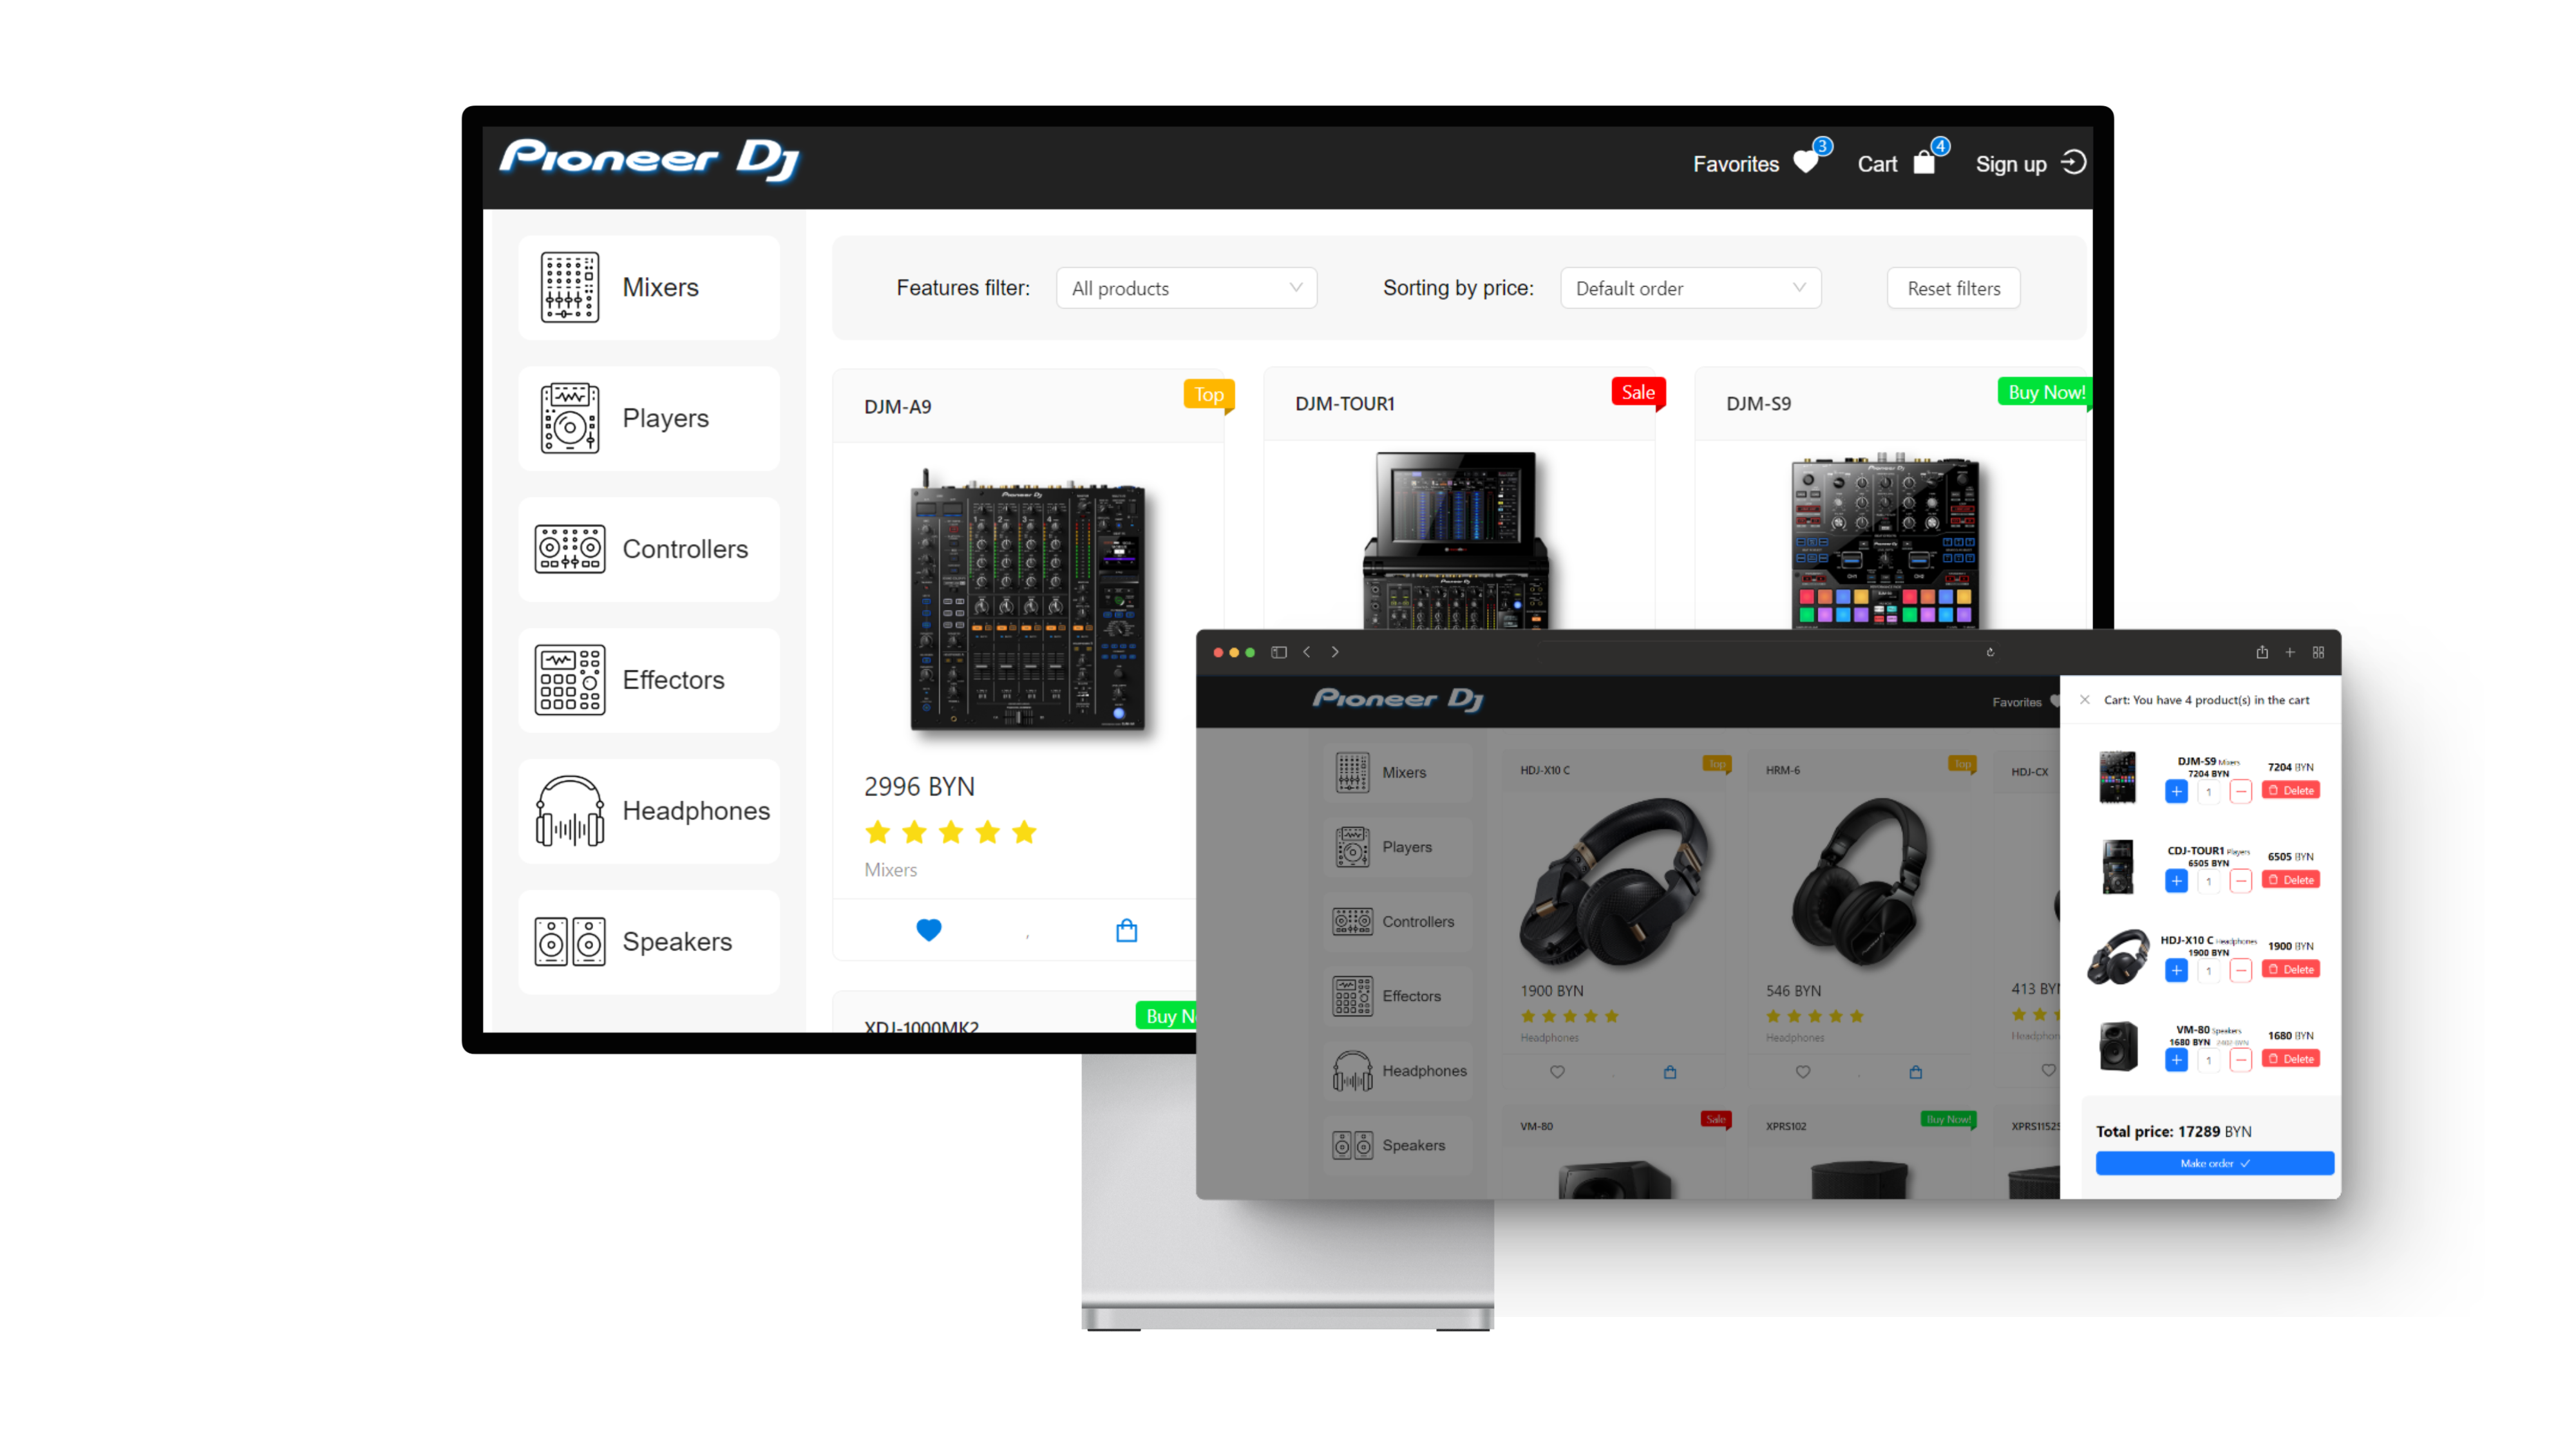 Pioneer Dj
Favorites 3 Cart 4 Sign up
Mixers
Players
Controllers
Effectors
Headphones
Speakers
Features filter: All products Sorting by price: Default order Reset filters
DJM-A9 Top
2996 BYN
Mixers
DJM-TOUR1 Sale
DJM-S9 Buy Now!
XDJ-1000MK2 Buy N
Pioneer Dj
Favorites
Mixers
Players
Controllers
Effectors
Headphones
Speakers
HDJ-X10 C Top
1900 BYN
Headphones
HRM-6 Top
546 BYN
Headphones
HDJ-CX
413 BY
Headphon
VM-80 Sale
XPRS102 Buy Now!
XPRS1152S
Cart: You have 4 product(s) in the cart
DJM-S9 Mixers
7204 BYN
7204 BYN
1
Delete
CDJ-TOUR1 Players
6505 BYN
6505 BYN
1
Delete
HDJ-X10 C Headphones
1900 BYN
1900 BYN
1
Delete
VM-80 Speakers
1680 BYN
1680 BYN
1
Delete
Total price: 17289 BYN
Make order